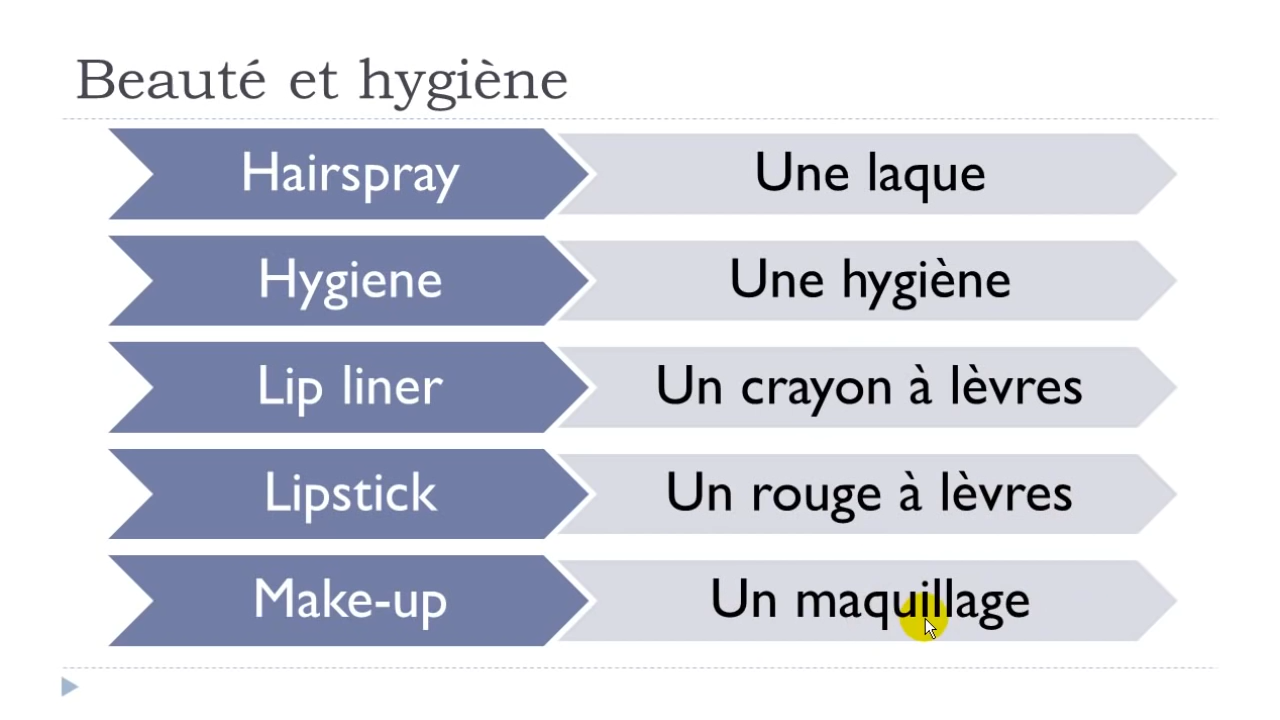 Beauté et hygiène
Hairspray
Une laque
Hygiene
Une hygiène
Lip liner
Un crayon à lèvres
Lipstick
Un rouge à lèvres
Make-up
Un maquillage